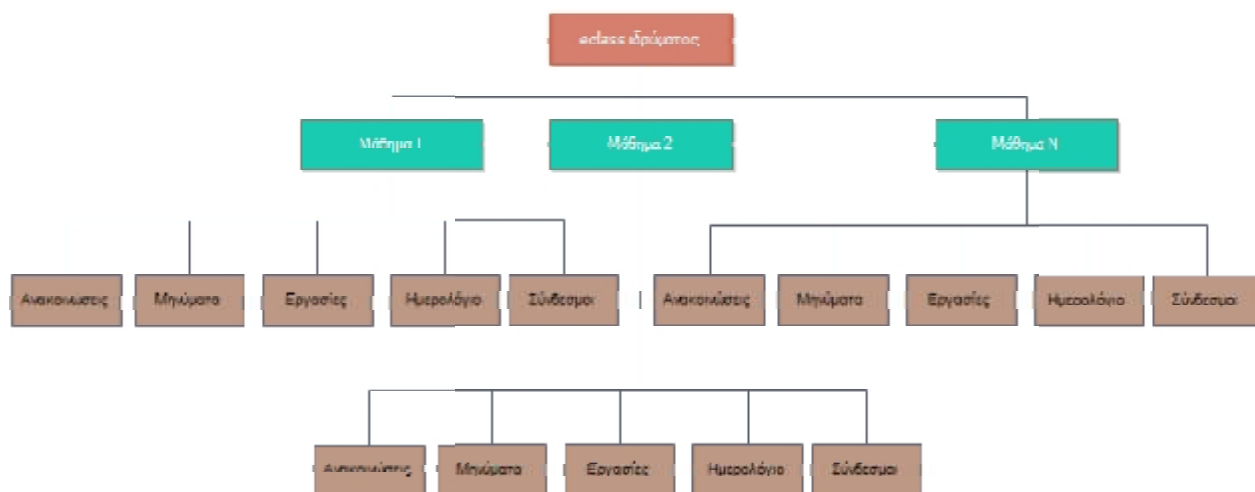 eclass ιδρύματος
Μάθημα 1
Μάθημα 2
Μάθημα Ν
Ανακοινωσεις
Μηνύματα
Εργασίες
Ημερολόγιο
Σύνδεσμοι
Ανακοινώσεις
Μηνύματα
Εργασίες
Ημερολόγιο
Σύνδεσμοι
Ανακοινώσεις
Μηνύματα
Εργασίες
Ημερολόγιο
Σύνδεσμοι